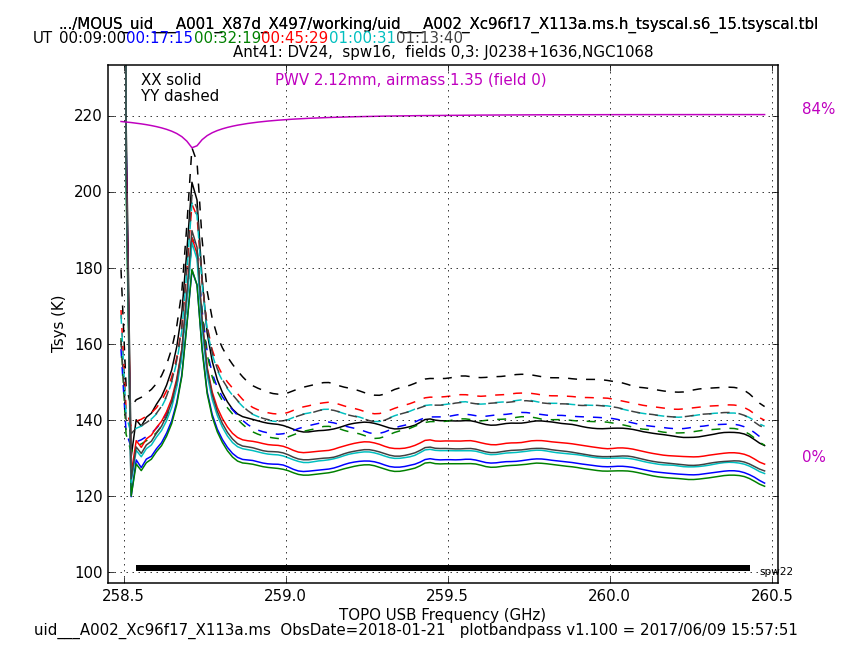 .../MOUS_uid___A001_X87d_X497/working/uid___A002_Xc96f17_X113a.ms.h_tsyscal.s6_15.tsyscal.tbl
UT 00:09:00 00:17:15 00:32:19 00:45:29 01:00:31 01:13:40
Ant41: DV24, spw16, fields 0,3: J0238+1636,NGC1068
XX solid
YY dashed
PWV 2.12mm, airmass 1.35 (field 0)
84%
0%
220
200
180
160
140
120
100
Tsys (K)
spw22
258.5 259.0 259.5 260.0 260.5
TOPO USB Frequency (GHz)
uid___A002_Xc96f17_X113a.ms ObsDate=2018-01-21 plotbandpass v1.100 = 2017/06/09 15:57:51